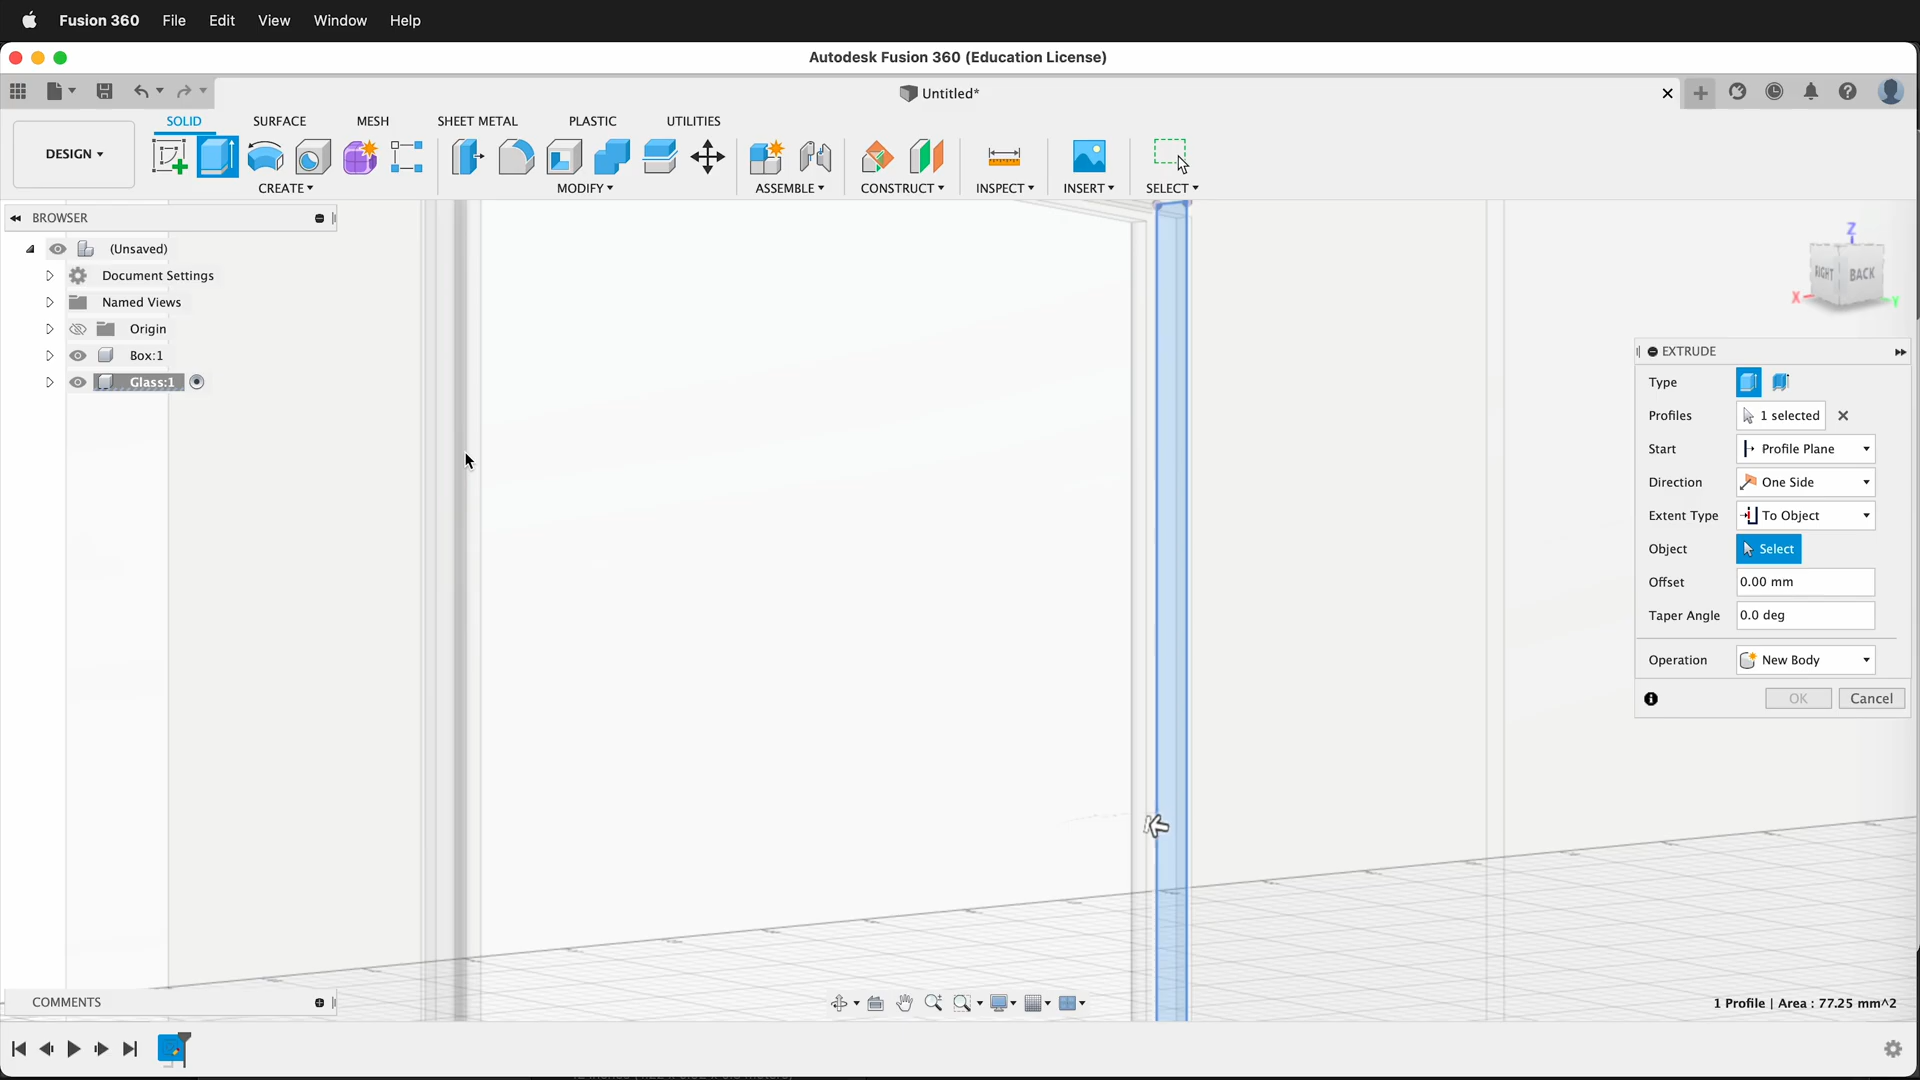 Fusion 360 File Edit View Window Help
Autodesk Fusion 360 (Education License)
Untitled*
DESIGN
SOLID SURFACE MESH SHEET METAL PLASTIC UTILITIES
CREATE MODIFY ASSEMBLE CONSTRUCT INSPECT INSERT SELECT
BROWSER
(Unsaved)
Document Settings
Named Views
Origin
Box:1
Glass:1
Z
RIGHT BACK
X Y
EXTRUDE
Type
Profiles 1 selected
Start Profile Plane
Direction One Side
Extent Type To Object
Object Select
Offset 0.00 mm
Taper Angle 0.0 deg
Operation New Body
OK Cancel
COMMENTS
1 Profile | Area : 77.25 mm^2